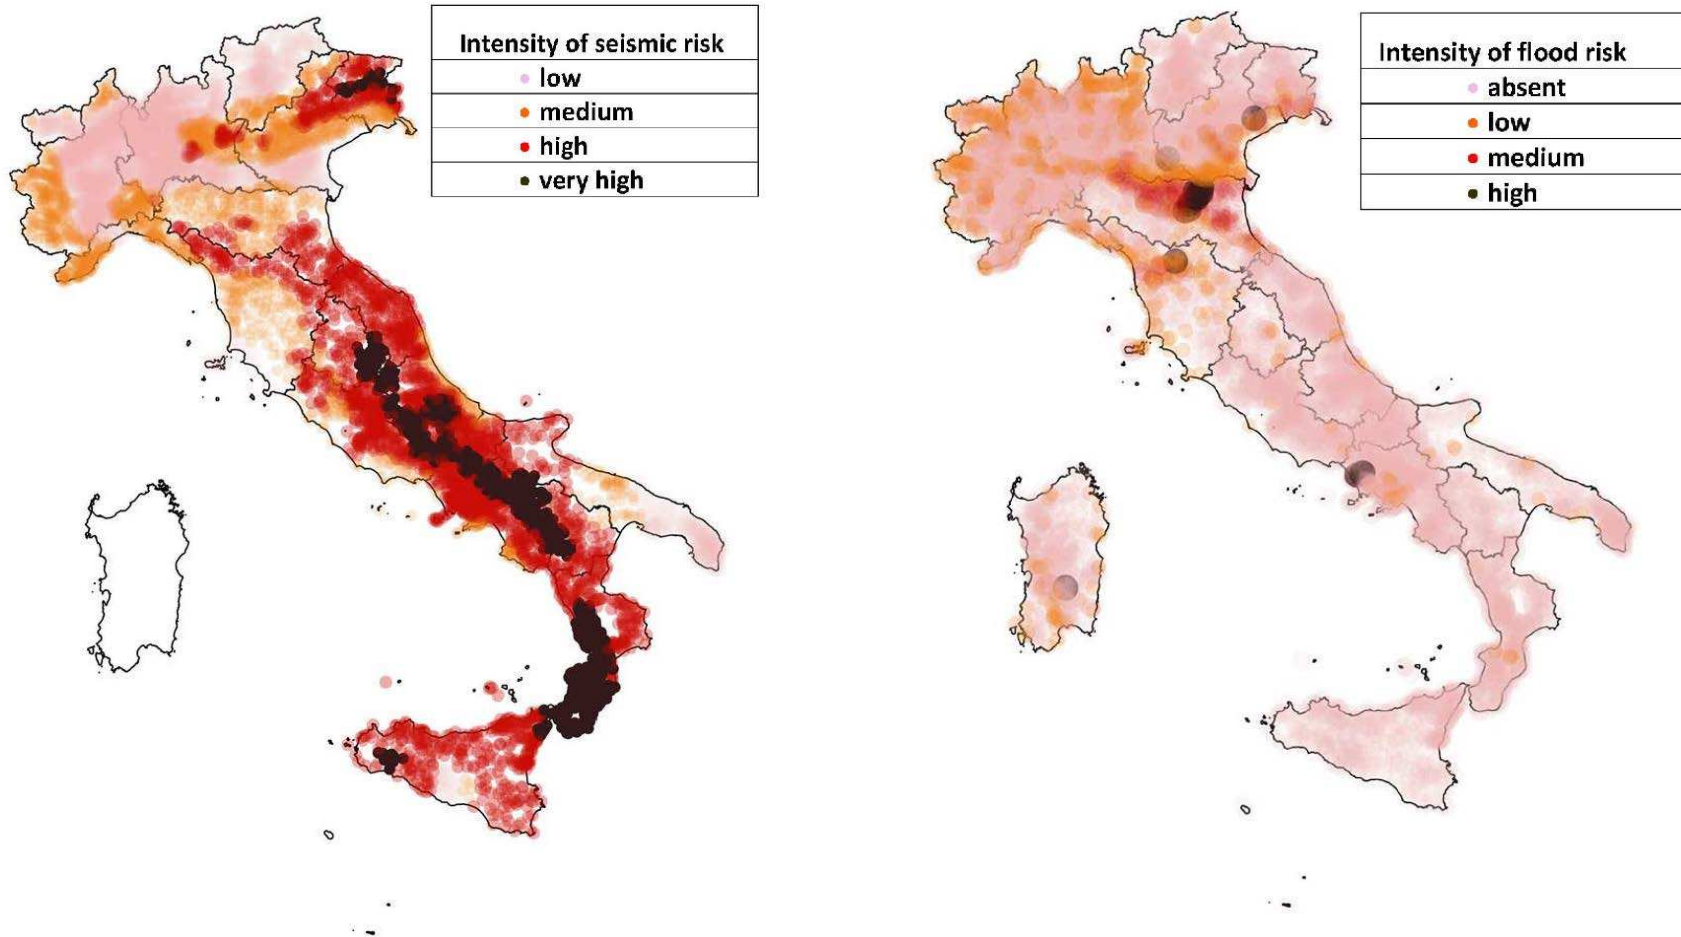 Intensity of seismic risk
low
medium
high
very high
Intensity of flood risk
absent
low
medium
high